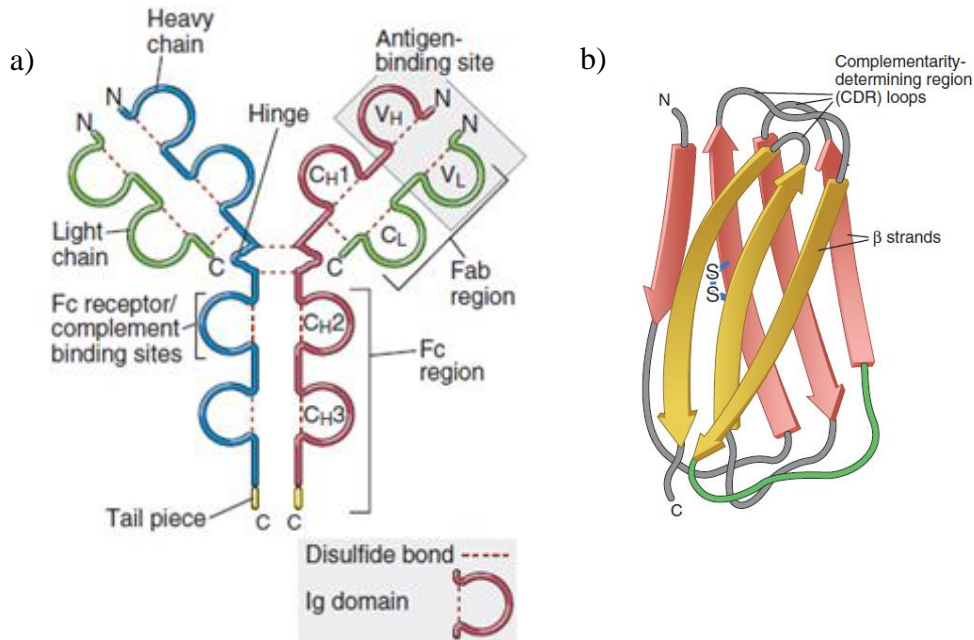 a)
Heavy
chain
N
N
Hinge
Light
chain
C
Antigen-
binding site
N
N
VH
VL
CH1
CL
C
Fab
region
Fc receptor/
complement
binding sites
CH2
CH3
Fc
region
Tail piece
C
C
Disulfide bond
Ig domain
b)
Complementarity-
determining region
(CDR) loops
N
β strands
S
S
C